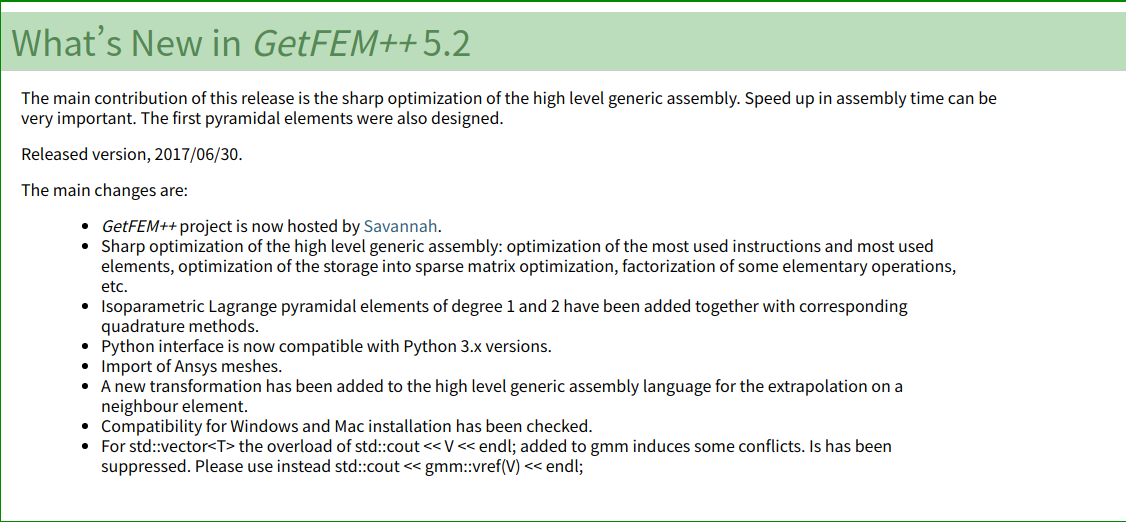 What's New in GetFEM++ 5.2
The main contribution of this release is the sharp optimization of the high level generic assembly. Speed up in assembly time can be
very important. The first pyramidal elements were also designed.
Released version, 2017/06/30.
The main changes are:
• GetFEM++ project is now hosted by Savannah.
• Sharp optimization of the high level generic assembly: optimization of the most used instructions and most used
elements, optimization of the storage into sparse matrix optimization, factorization of some elementary operations,
etc.
• Isoparametric Lagrange pyramidal elements of degree 1 and 2 have been added together with corresponding
quadrature methods.
• Python interface is now compatible with Python 3.x versions.
• Import of Ansys meshes.
• A new transformation has been added to the high level generic assembly language for the extrapolation on a
neighbour element.
• Compatibility for Windows and Mac installation has been checked.
• For std::vector<T> the overload of std::cout << V << endl; added to gmm induces some conflicts. Is has been
suppressed. Please use instead std::cout << gmm::vref(V) << endl;